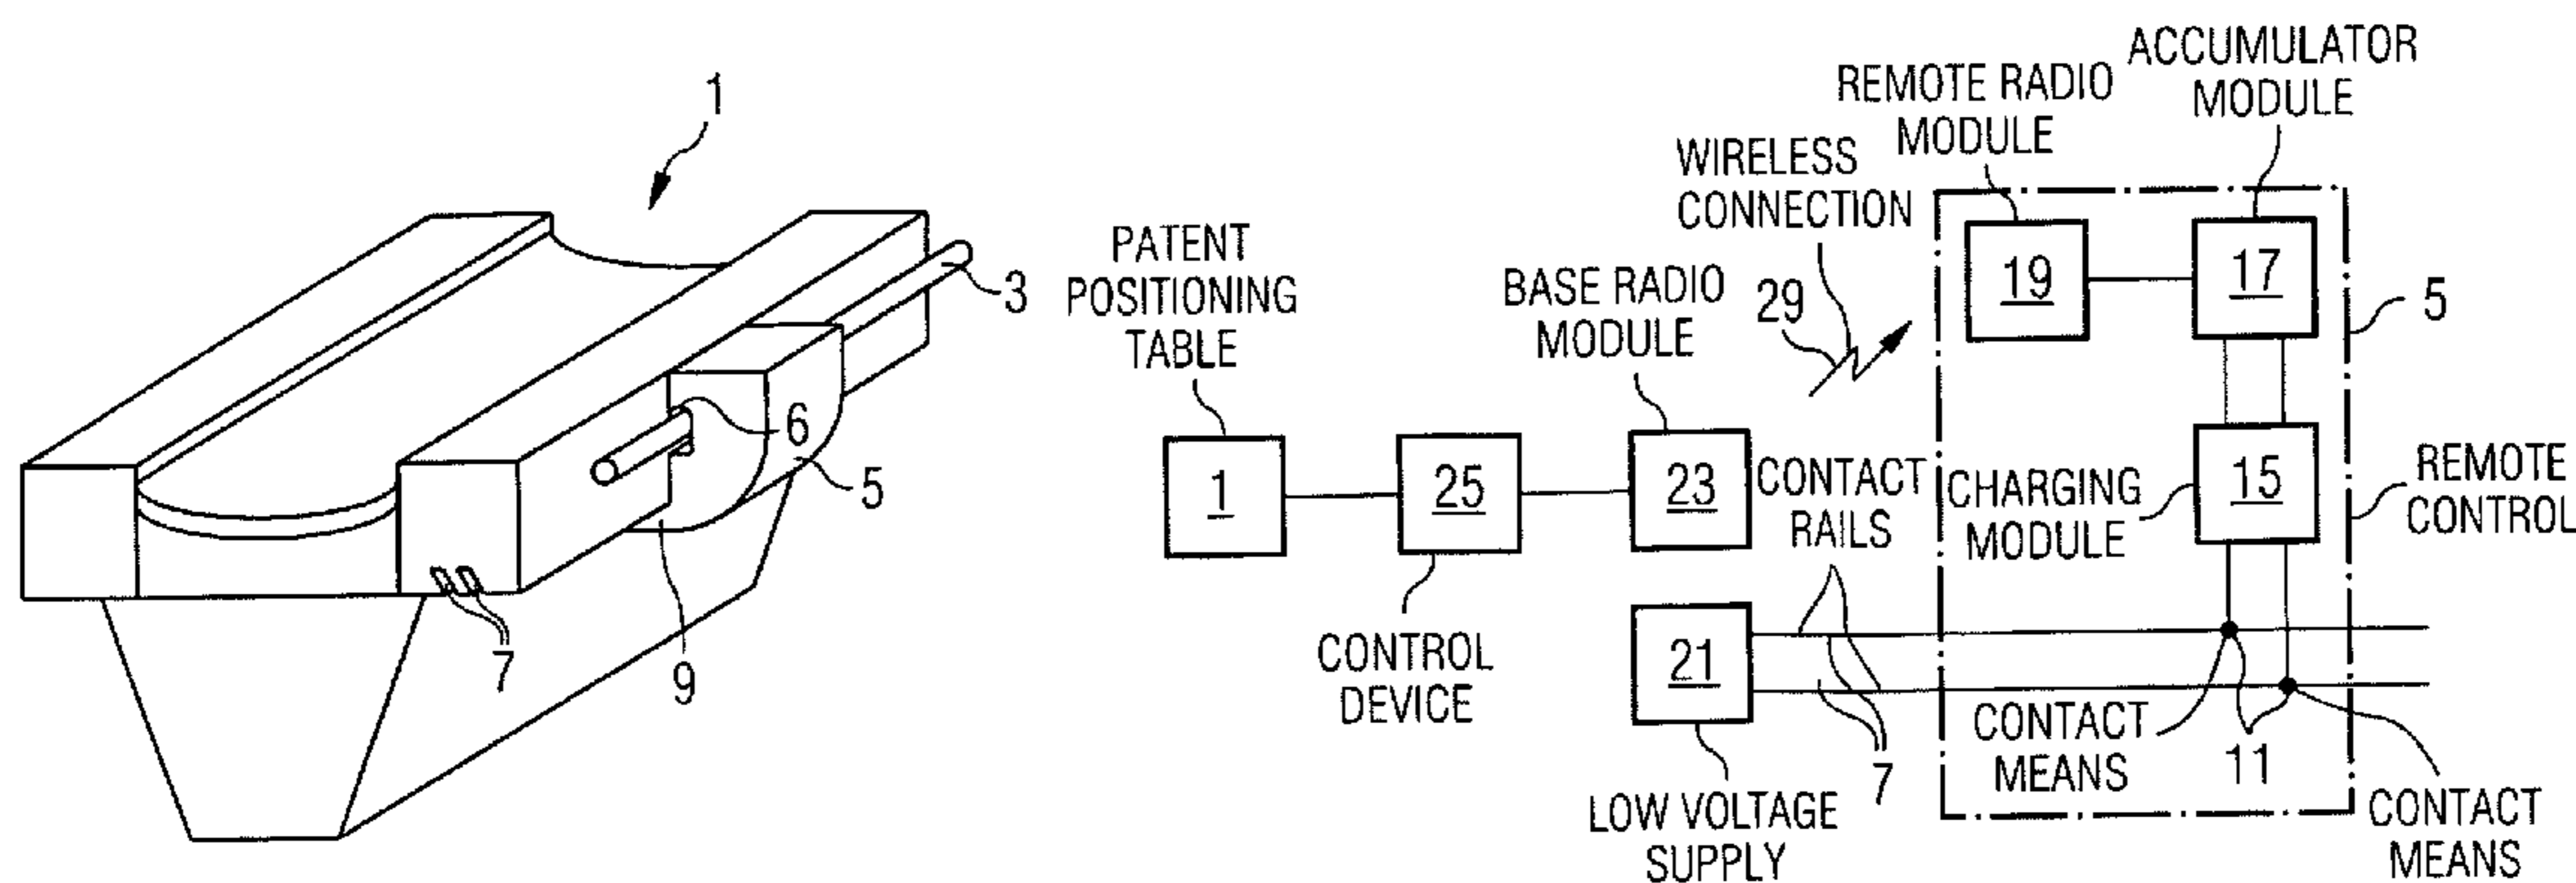 1
3
6
5
7
9
PATENT
POSITIONING
TABLE
1
25
CONTROL
DEVICE
BASE RADIO
MODULE
23
WIRELESS
CONNECTION
29
REMOTE RADIO
MODULE
19
ACCUMULATOR
MODULE
17
5
CHARGING
MODULE
15
REMOTE
CONTROL
CONTACT
RAILS
21
LOW VOLTAGE
SUPPLY
7
CONTACT
MEANS
11
CONTACT
MEANS